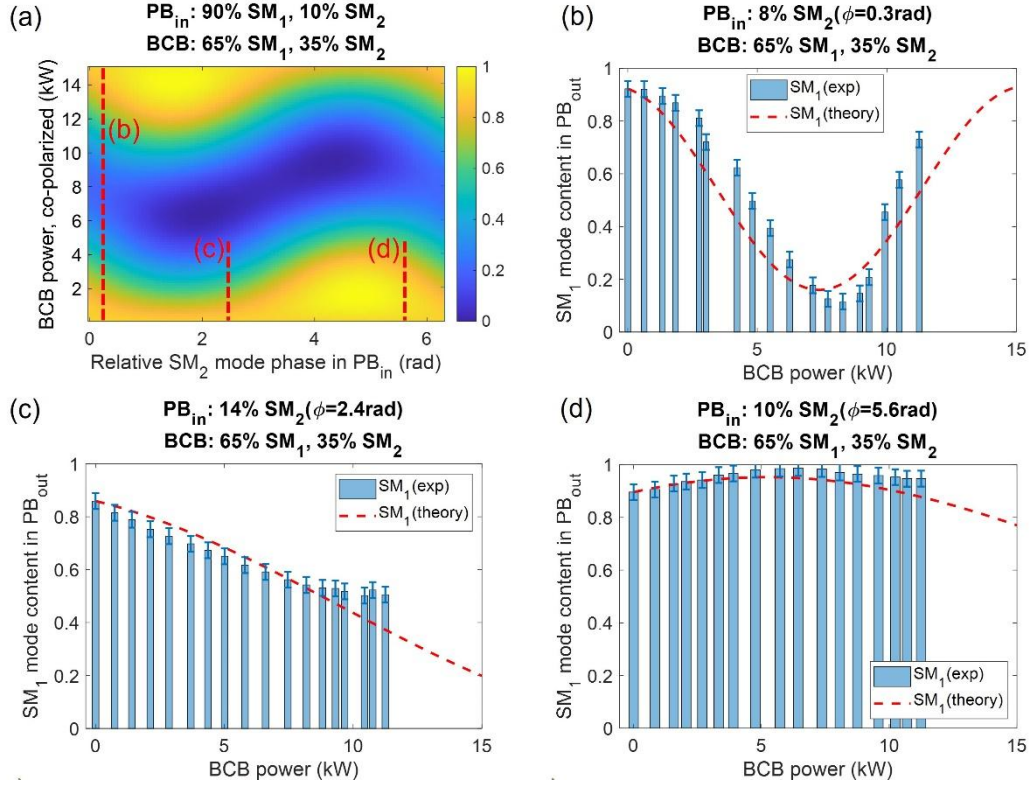 (a)
PB_in: 90% SM_1, 10% SM_2
BCB: 65% SM_1, 35% SM_2
BCB power, co-polarized (kW)
14
12
10
8
6
4
2
(b)
(c)
(d)
0
2
4
6
Relative SM_2 mode phase in PB_in (rad)
1
0.8
0.6
0.4
0.2
0
(b)
PB_in: 8% SM_2(ϕ=0.3rad)
BCB: 65% SM_1, 35% SM_2
SM_1 mode content in PB_out
1
0.8
0.6
0.4
0.2
0
SM_1(exp)
SM_1(theory)
0
5
10
15
BCB power (kW)
(c)
PB_in: 14% SM_2(ϕ=2.4rad)
BCB: 65% SM_1, 35% SM_2
SM_1 mode content in PB_out
1
0.8
0.6
0.4
0.2
0
SM_1(exp)
SM_1(theory)
0
5
10
15
BCB power (kW)
(d)
PB_in: 10% SM_2(ϕ=5.6rad)
BCB: 65% SM_1, 35% SM_2
SM_1 mode content in PB_out
1
0.8
0.6
0.4
0.2
0
SM_1(exp)
SM_1(theory)
0
5
10
15
BCB power (kW)